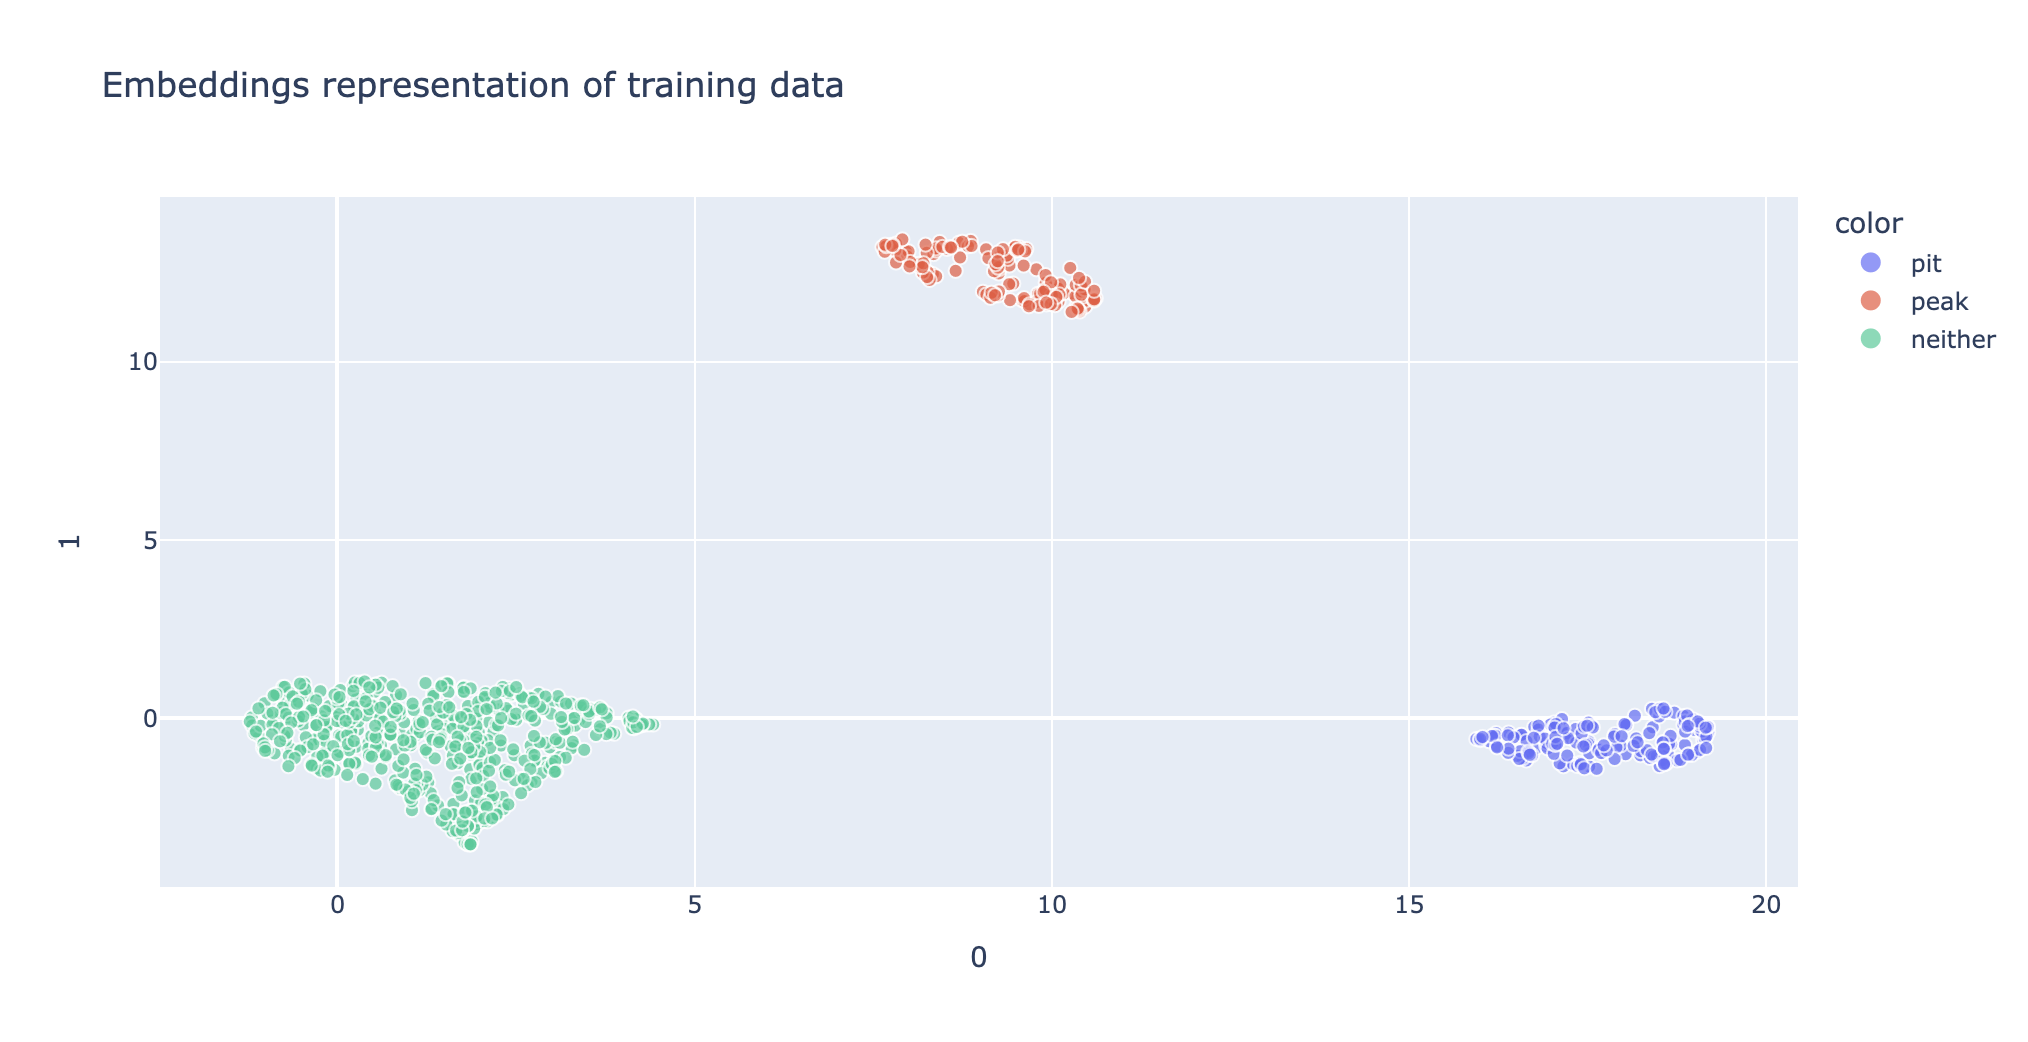 Embeddings representation of training data
color
pit
peak
neither
10
5
0
1
0
5
10
15
20
0